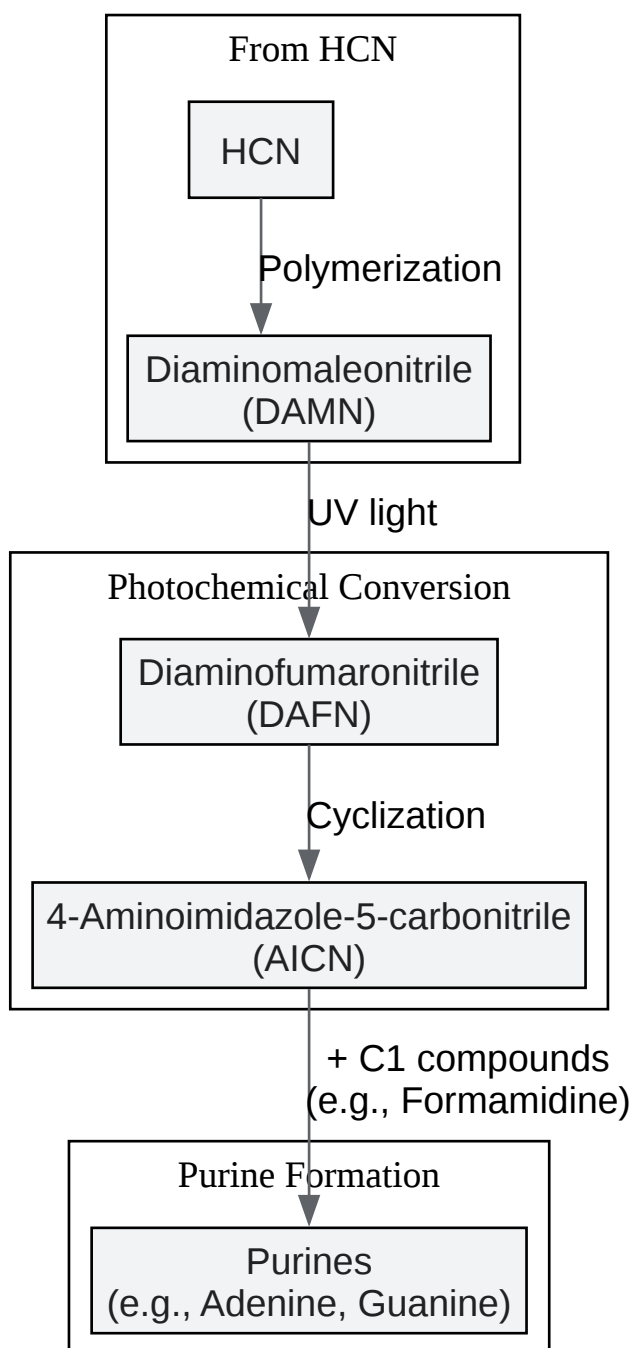 From HCN
HCN
Polymerization
Diaminomaleonitrile
(DAMN)
UV light
Photochemical Conversion
Diaminofumaronitrile
(DAFN)
Cyclization
4-Aminoimidazole-5-carbonitrile
(AICN)
+ C1 compounds
(e.g., Formamidine)
Purine Formation
Purines
(e.g., Adenine, Guanine)